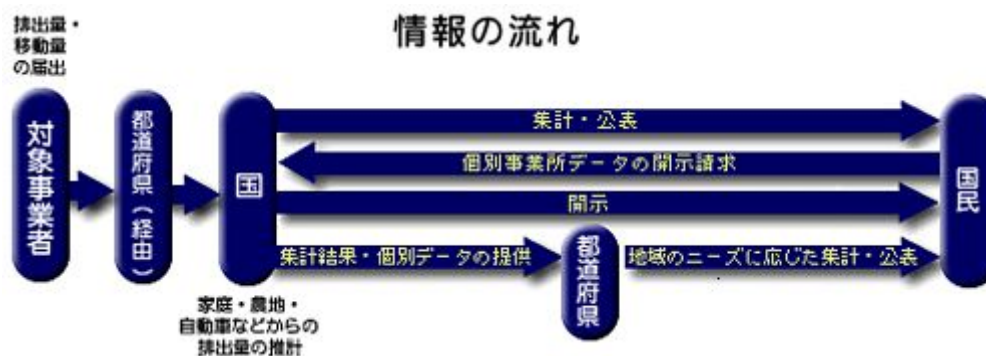 情報の流れ
排出量・
移動量
の届出
対象事業者
都道府県(経由)
国
集計・公表
個別事業所データの開示請求
開示
集計結果・個別データの提供
都道府県
地域のニーズに応じた集計・公表
国民
家庭・農地・
自動車などからの
排出量の推計